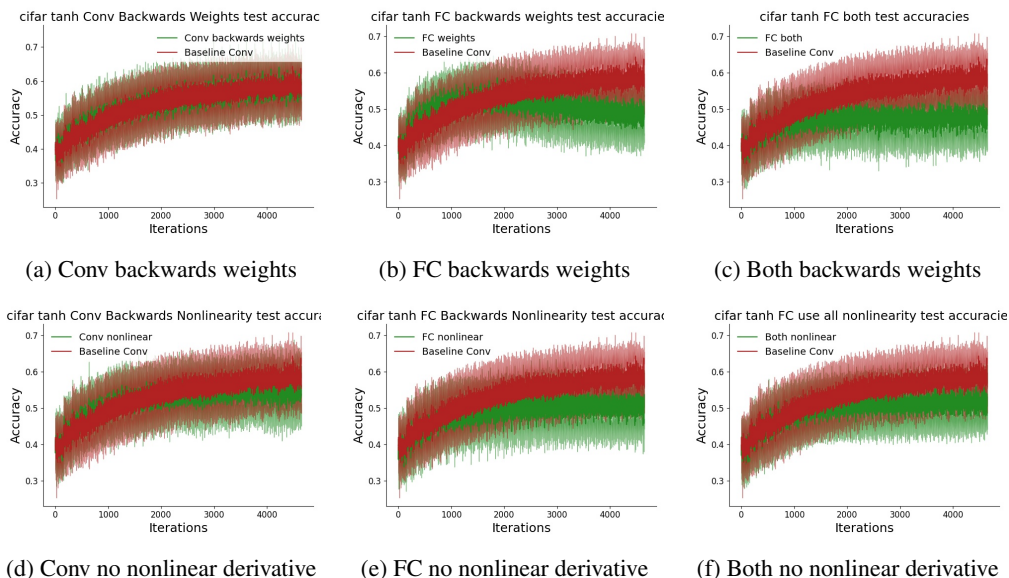 cifar tanh Conv Backwards Weights test accurac
Conv backwards weights
Baseline Conv
Accuracy
0.7
0.6
0.5
0.4
0.3
0
1000
2000
3000
4000
Iterations
(a) Conv backwards weights
cifar tanh FC backwards weights test accuracie
FC weights
Baseline Conv
Accuracy
0.7
0.6
0.5
0.4
0.3
0
1000
2000
3000
4000
Iterations
(b) FC backwards weights
cifar tanh FC both test accuracies
FC both
Baseline Conv
Accuracy
0.7
0.6
0.5
0.4
0.3
0
1000
2000
3000
4000
Iterations
(c) Both backwards weights
cifar tanh Conv Backwards Nonlinearity test accura
Conv nonlinear
Baseline Conv
Accuracy
0.7
0.6
0.5
0.4
0.3
0
1000
2000
3000
4000
Iterations
(d) Conv no nonlinear derivative
cifar tanh FC Backwards Nonlinearity test accurac
FC nonlinear
Baseline Conv
Accuracy
0.7
0.6
0.5
0.4
0.3
0
1000
2000
3000
4000
Iterations
(e) FC no nonlinear derivative
cifar tanh FC use all nonlinearity test accuracie
Both nonlinear
Baseline Conv
Accuracy
0.7
0.6
0.5
0.4
0.3
0
1000
2000
3000
4000
Iterations
(f) Both no nonlinear derivative